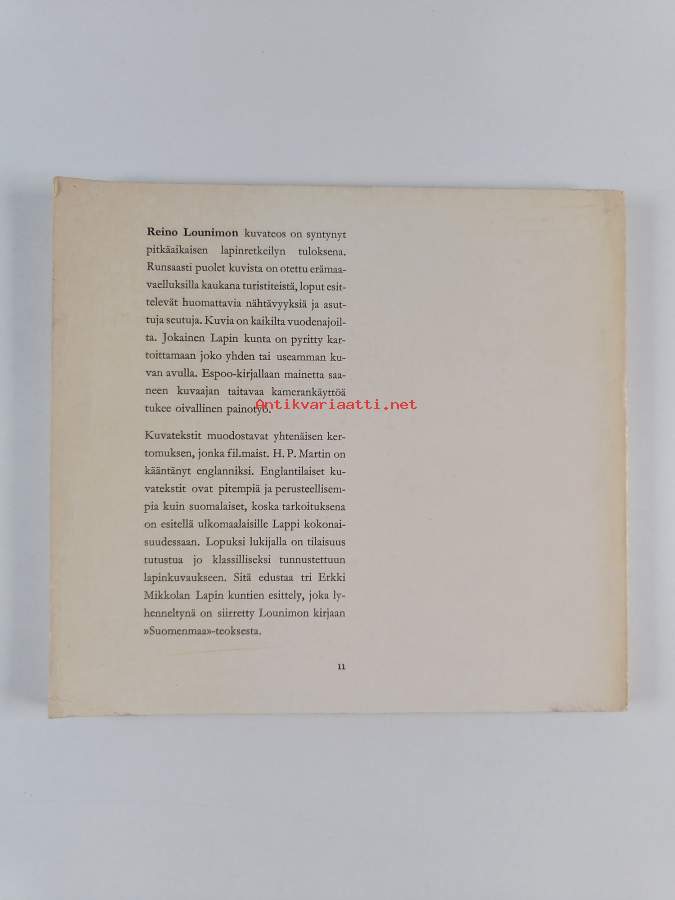 Reino Lounimon kuvateos on syntynyt
pitkäaikaisen lapinretkeilyn tuloksena.
Runsaasti puolet kuvista on otettu erämaa-
vaelluksilla kaukana turistiteistä, loput esit-
televät huomattavia nähtävyyksiä ja asut-
tuja seutuja. Kuvia on kaikilta vuodenajoil-
ta. Jokainen Lapin kunta on pyritty kar-
toittamaan joko yhden tai useamman ku-
van avulla. Espoo-kirjallaan mainetta saa-
neen kuvaajan taitavaa kamerankäyttöä
Antikvariaatti.net
tukee oivallinen painotyö.
Kuvatekstit muodostavat yhtenäisen ker-
tomuksen, jonka fil.maist. H. P. Martin on
kääntänyt englanniksi. Englantilaiset ku-
vatekstit ovat pitempiä ja perusteellisem-
pia kuin suomalaiset, koska tarkoituksena
on esitellä ulkomaalaisille Lappi kokonai-
suudessaan. Lopuksi lukijalla on tilaisuus
tutustua jo klassilliseksi tunnustettuun
lapinkuvaukseen. Sitä edustaa tri Erkki
Mikkolan Lapin kuntien esittely, joka ly-
henneltynä on siirretty Lounimon kirjaan
»Suomenmaa»-teoksesta.
11